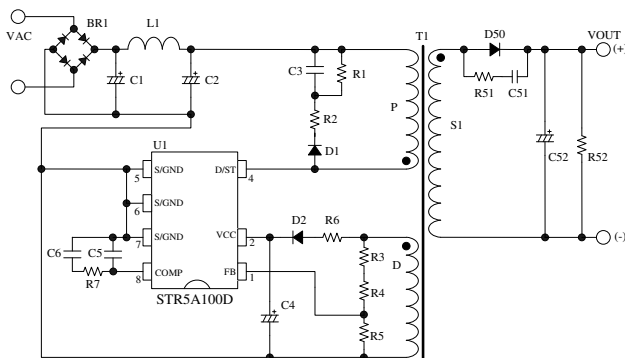 BR1
L1
T1
D50
VOUT
(+)
VAC
C1
C2
C3
R1
P
S1
R51
C51
R2
D1
C52
R52
U1
S/GND
D/ST
5
4
S/GND
6
S/GND
VCC
7
2
D2
R6
(-)
C6
C5
R7
COMP
FB
8
1
STR5A100D
C4
R3
D
R4
R5